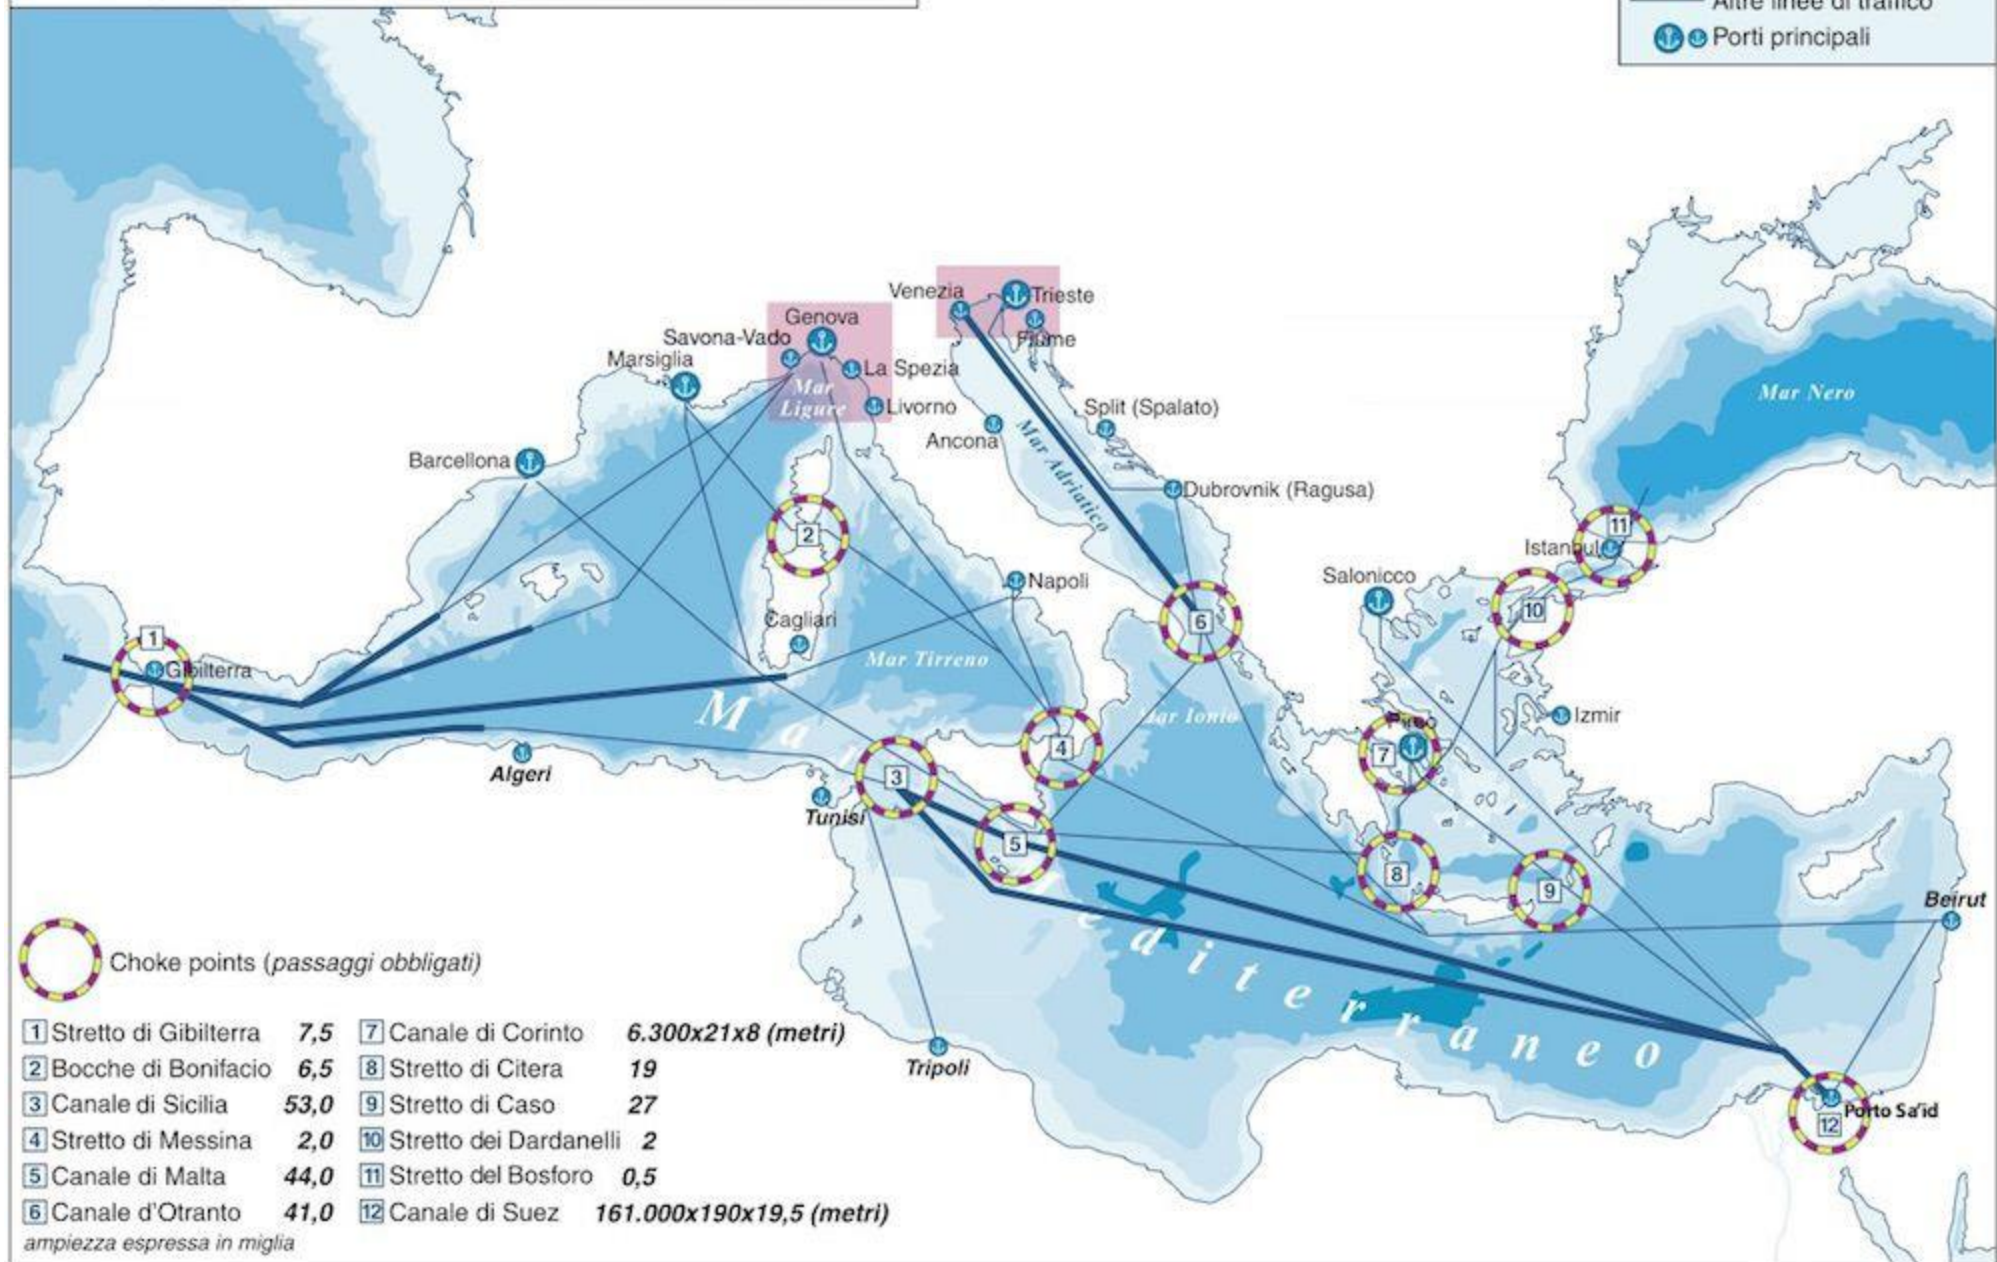 Altre linee di traffico
Porti principali
Venezia
Trieste
Fiume
Genova
Savona-Vado
Marsiglia
La Spezia
Mar
Ligure
Livorno
Mar Nero
Split (Spalato)
Ancona
Mar Adriatico
Barcellona
Dubrovnik (Ragusa)
2
11
Istanbul
Salonicco
Napoli
10
Cagliari
6
1
Gibilterra
Mar Tirreno
Mar Ionio
Izmir
Pireo
7
4
Algeri
3
Tunisi
5
8
9
Mar Mediterraneo
Beirut
Tripoli
Porto Sa'id
12
Choke points (passaggi obbligati)
1 Stretto di Gibilterra 7,5
2 Bocche di Bonifacio 6,5
3 Canale di Sicilia 53,0
4 Stretto di Messina 2,0
5 Canale di Malta 44,0
6 Canale d'Otranto 41,0
7 Canale di Corinto 6.300x21x8 (metri)
8 Stretto di Citera 19
9 Stretto di Caso 27
10 Stretto dei Dardanelli 2
11 Stretto del Bosforo 0,5
12 Canale di Suez 161.000x190x19,5 (metri)
ampiezza espressa in miglia